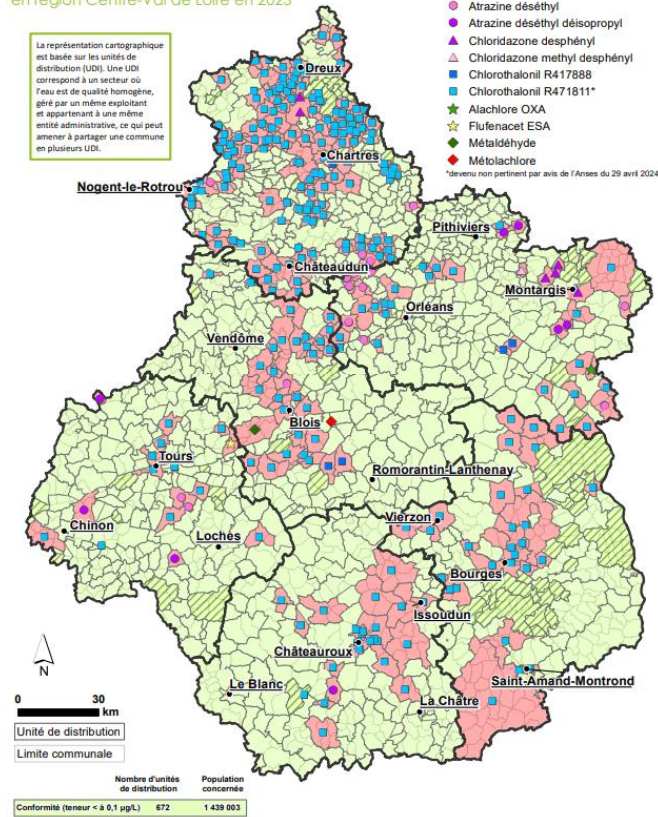 en région Centre-Val de Loire en 2023
La représentation cartographique
est basée sur les unités de
distribution (UDI). Une UDI
correspond à un secteur où
l'eau est de qualité homogène,
géré par un même exploitant
et appartenant à une même
entité administrative, ce qui peut
amener à partager une commune
en plusieurs UDI.
Atrazine déséthyl
Atrazine déséthyl déisopropyl
Chloridazone desphényl
Chloridazone methyl desphényl
Chlorothalonil R417888
Chlorothalonil R471811*
Alachlore OXA
Flufenacet ESA
Métaldéhyde
Métolachlore
*devenu non pertinent par avis de l'Anses du 29 avril 2024
Dreux
Chartres
Nogent-le-Rotrou
Pithiviers
Châteaudun
Montargis
Orléans
Vendôme
Blois
Tours
Romorantin-Lanthenay
Chinon
Vierzon
Loches
Bourges
Issoudun
Châteauroux
Saint-Amand-Montrond
Le Blanc
La Châtre
N
0 30
km
Unité de distribution
Limite communale
Nombre d'unités de distribution
Population concernée
Conformité (teneur < à 0,1 µg/L) 672 1 439 003